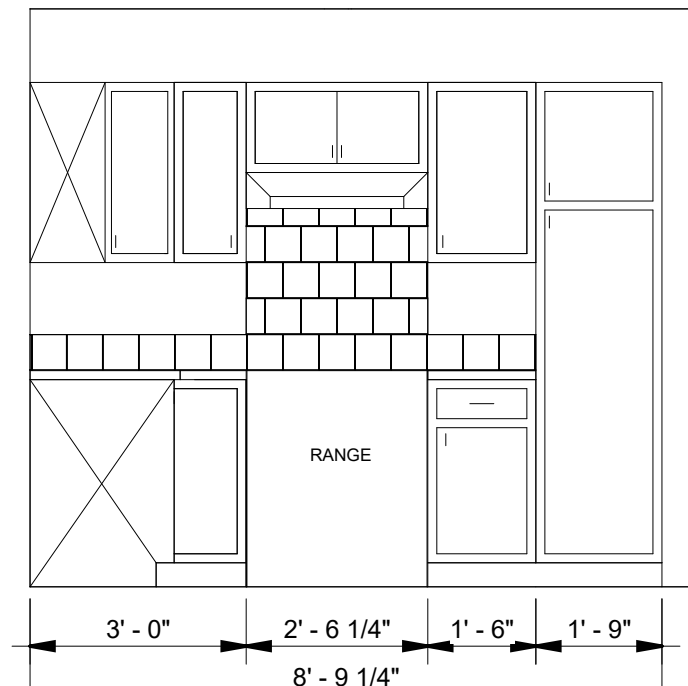 RANGE
3' - 0" 2' - 6 1/4" 1' - 6" 1' - 9"
8' - 9 1/4"